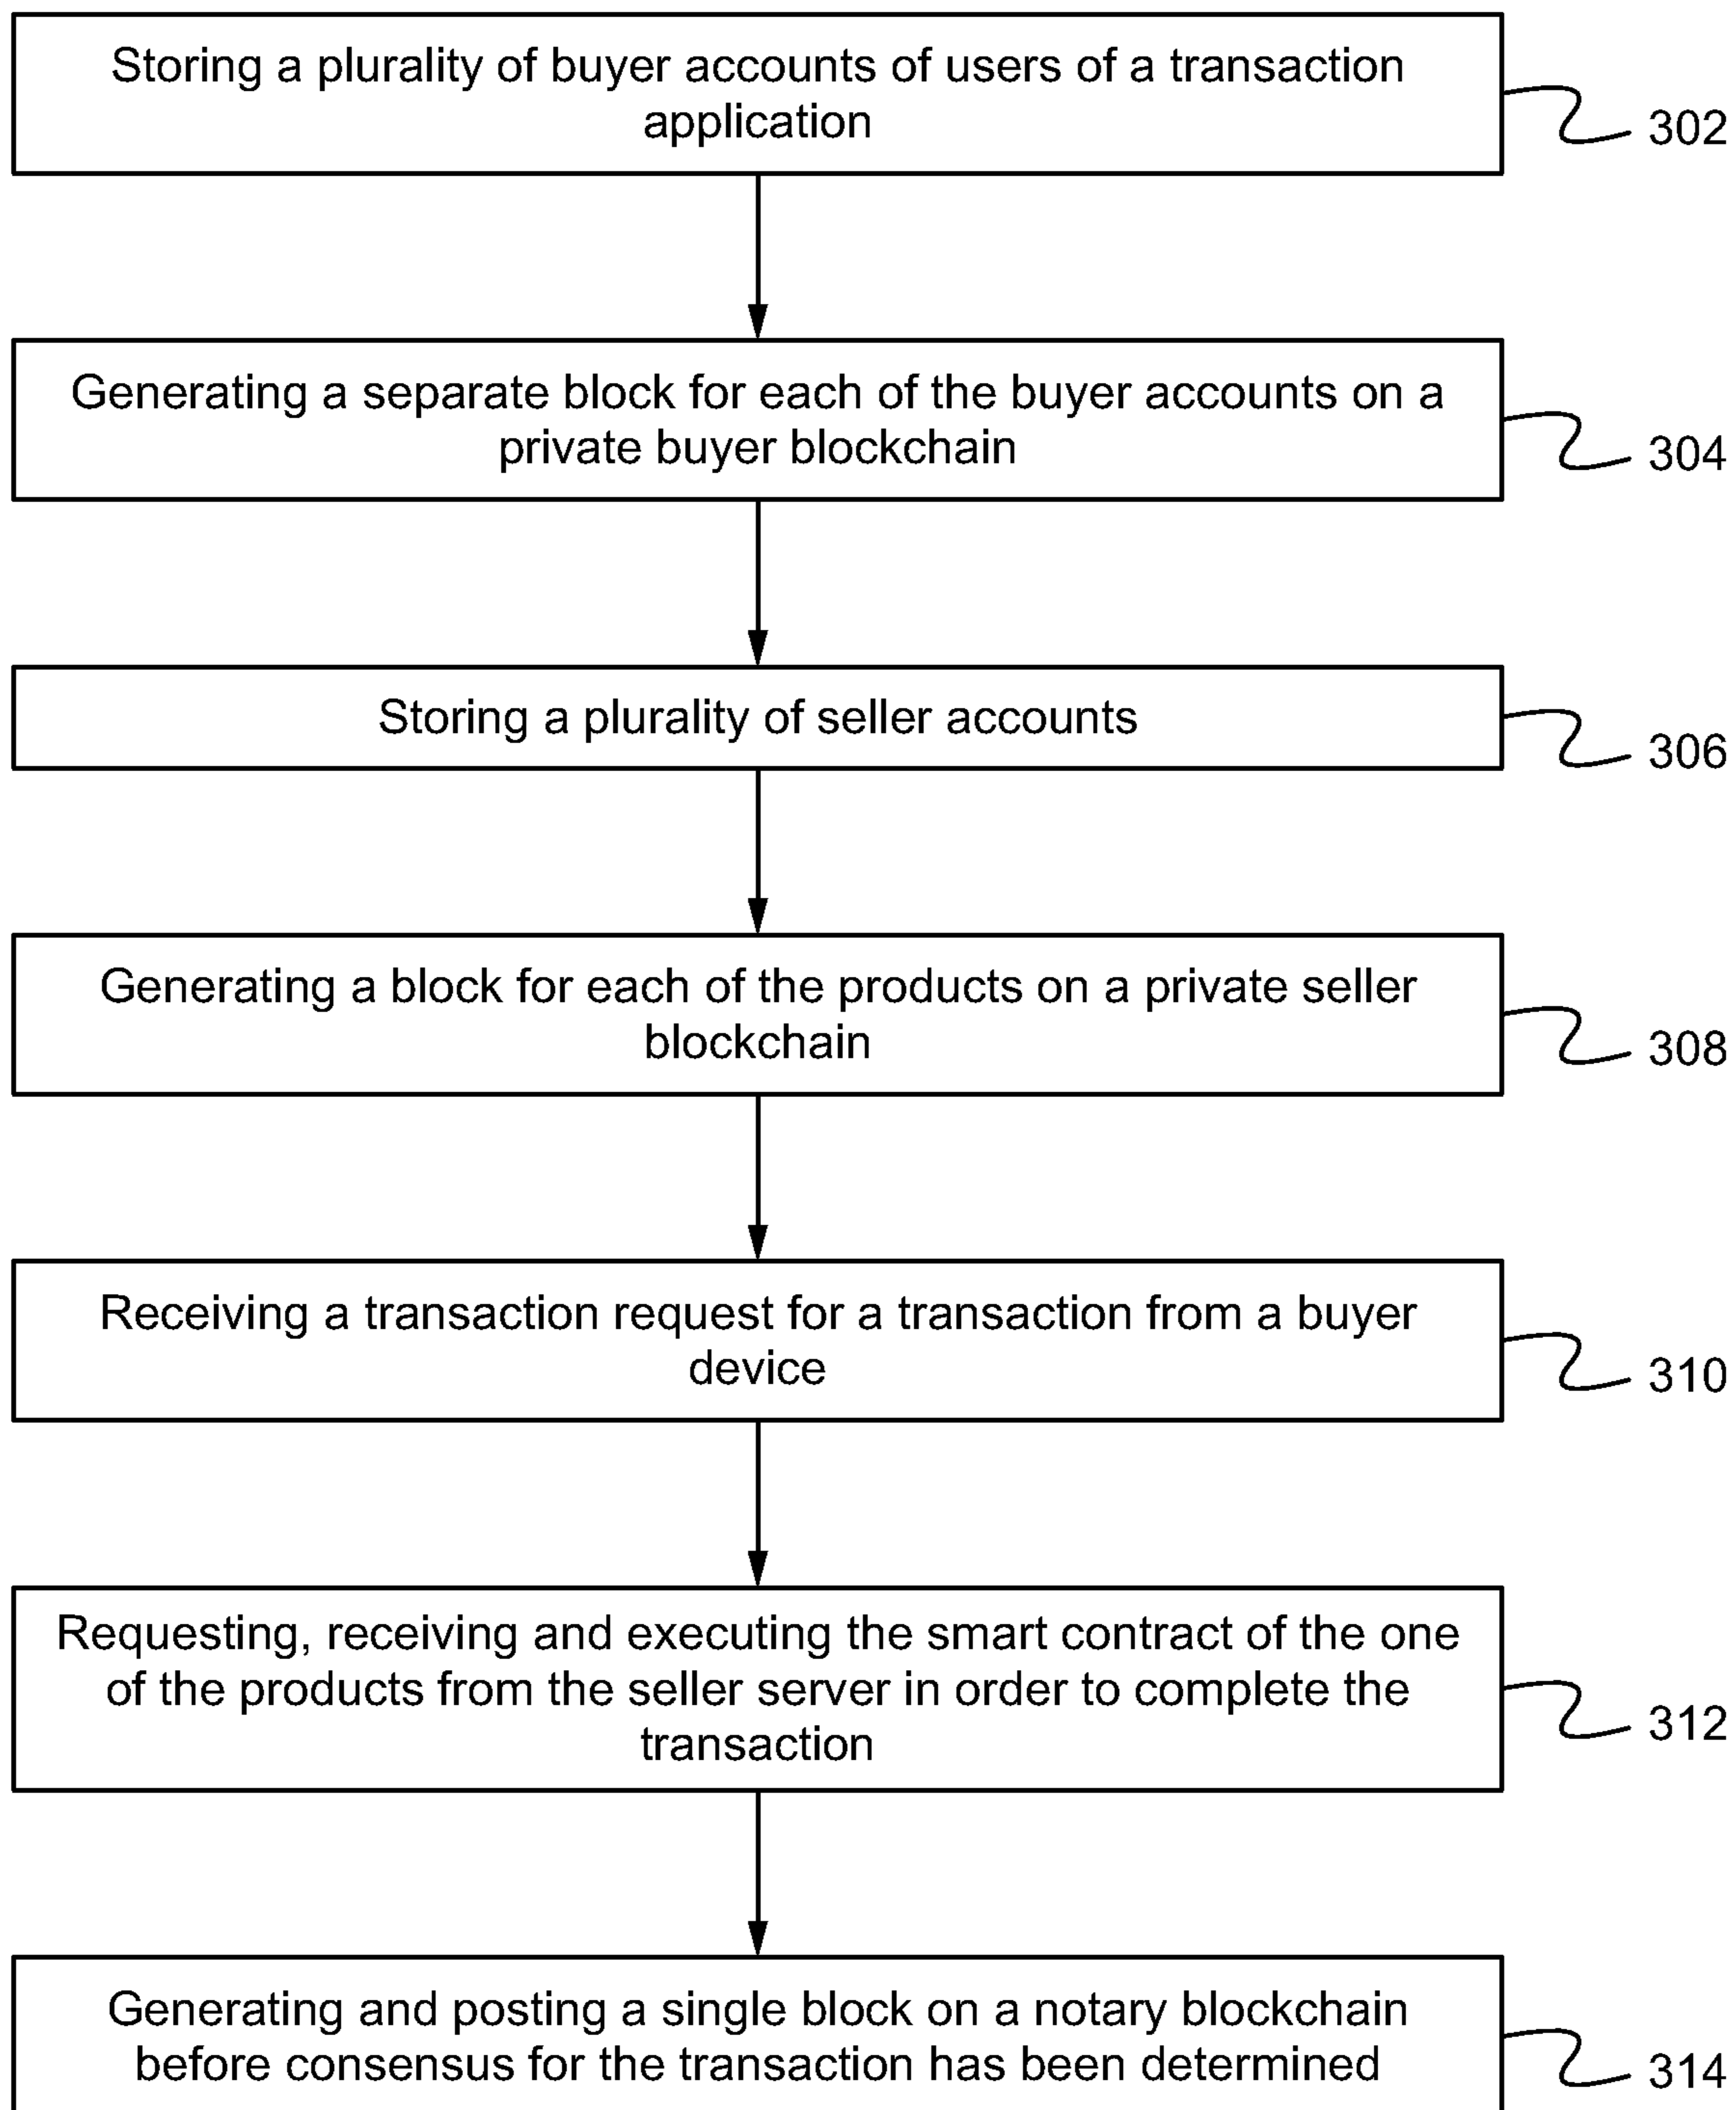 Storing a plurality of buyer accounts of users of a transaction
application
302
Generating a separate block for each of the buyer accounts on a
private buyer blockchain
304
Storing a plurality of seller accounts
306
Generating a block for each of the products on a private seller
blockchain
308
Receiving a transaction request for a transaction from a buyer
device
310
Requesting, receiving and executing the smart contract of the one
of the products from the seller server in order to complete the
transaction
312
Generating and posting a single block on a notary blockchain
before consensus for the transaction has been determined
314